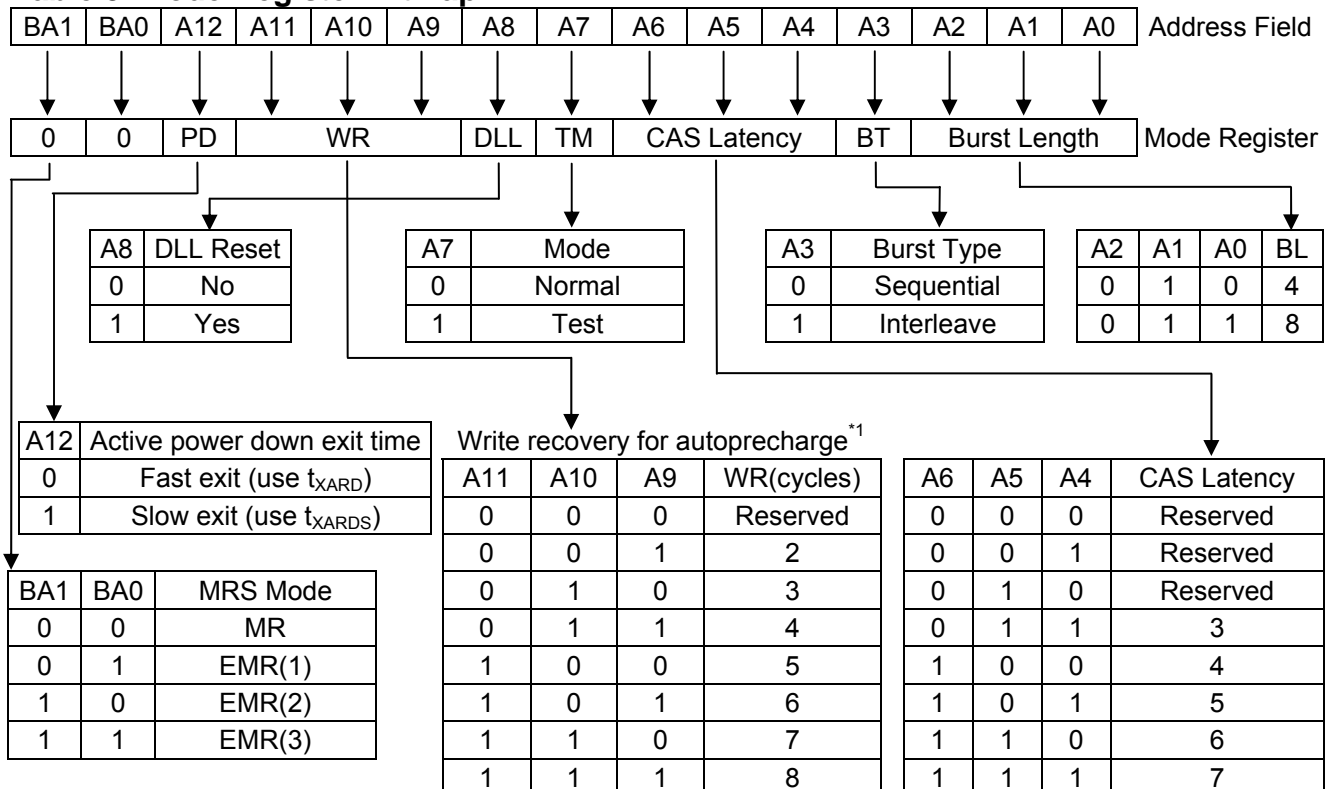 BA1 BA0 A12 A11 A10 A9 A8 A7 A6 A5 A4 A3 A2 A1 A0 Address Field
0 0 PD WR DLL TM CAS Latency BT Burst Length Mode Register
A8 DLL Reset
0 No
1 Yes
A7 Mode
0 Normal
1 Test
A3 Burst Type
0 Sequential
1 Interleave
A2 A1 A0 BL
0 1 0 4
0 1 1 8
A12 Active power down exit time
0 Fast exit (use tXARD)
1 Slow exit (use tXARDS)
BA1 BA0 MRS Mode
0 0 MR
0 1 EMR(1)
1 0 EMR(2)
1 1 EMR(3)
Write recovery for autoprecharge*1
A11 A10 A9 WR(cycles)
0 0 0 Reserved
0 0 1 2
0 1 0 3
0 1 1 4
1 0 0 5
1 0 1 6
1 1 0 7
1 1 1 8
A6 A5 A4 CAS Latency
0 0 0 Reserved
0 0 1 Reserved
0 1 0 Reserved
0 1 1 3
1 0 0 4
1 0 1 5
1 1 0 6
1 1 1 7